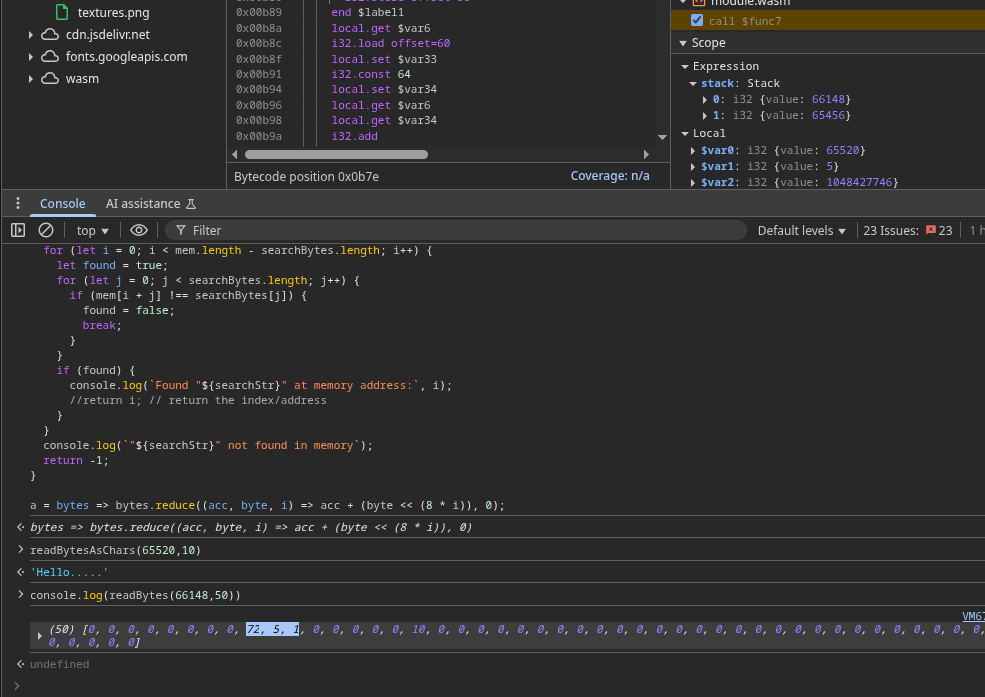 textures.png
cdn.jsdelivr.net
fonts.googleapis.com
wasm
0x00b89 end $label1
0x00b8a local.get $var6
0x00b8c i32.load offset=60
0x00b8f local.set $var33
0x00b91 i32.const 64
0x00b94 local.set $var34
0x00b96 local.get $var6
0x00b98 local.get $var34
0x00b9a i32.add
Bytecode position 0x0b7e Coverage: n/a
module.wasm
call $func7
Scope
Expression
stack: Stack
0: i32 {value: 66148}
1: i32 {value: 65456}
Local
$var0: i32 {value: 65520}
$var1: i32 {value: 5}
$var2: i32 {value: 1048427746}
Console AI assistance
top Filter Default levels 23 Issues: 23 1 h
for (let i = 0; i < mem.length - searchBytes.length; i++) {
let found = true;
for (let j = 0; j < searchBytes.length; j++) {
if (mem[i + j] !== searchBytes[j]) {
found = false;
break;
}
}
if (found) {
console.log(`Found "${searchStr}" at memory address:`, i);
//return i; // return the index/address
}
}
console.log(`"${searchStr}" not found in memory`);
return -1;
}
a = bytes => bytes.reduce((acc, byte, i) => acc + (byte << (8 * i)), 0);
bytes => bytes.reduce((acc, byte, i) => acc + (byte << (8 * i)), 0)
readBytesAsChars(65520,10)
'Hello.....'
console.log(readBytes(66148,50))
VM67
(50) [0, 0, 0, 0, 0, 0, 0, 0, 72, 5, 1, 0, 0, 0, 0, 0, 10, 0, 0, 0, 0, 0, 0, 0, 0, 0, 0, 0, 0, 0, 0, 0, 0, 0, 0, 0, 0, 0, 0, 0, 0, 0, 0, 0, 0,
0, 0, 0, 0, 0]
undefined